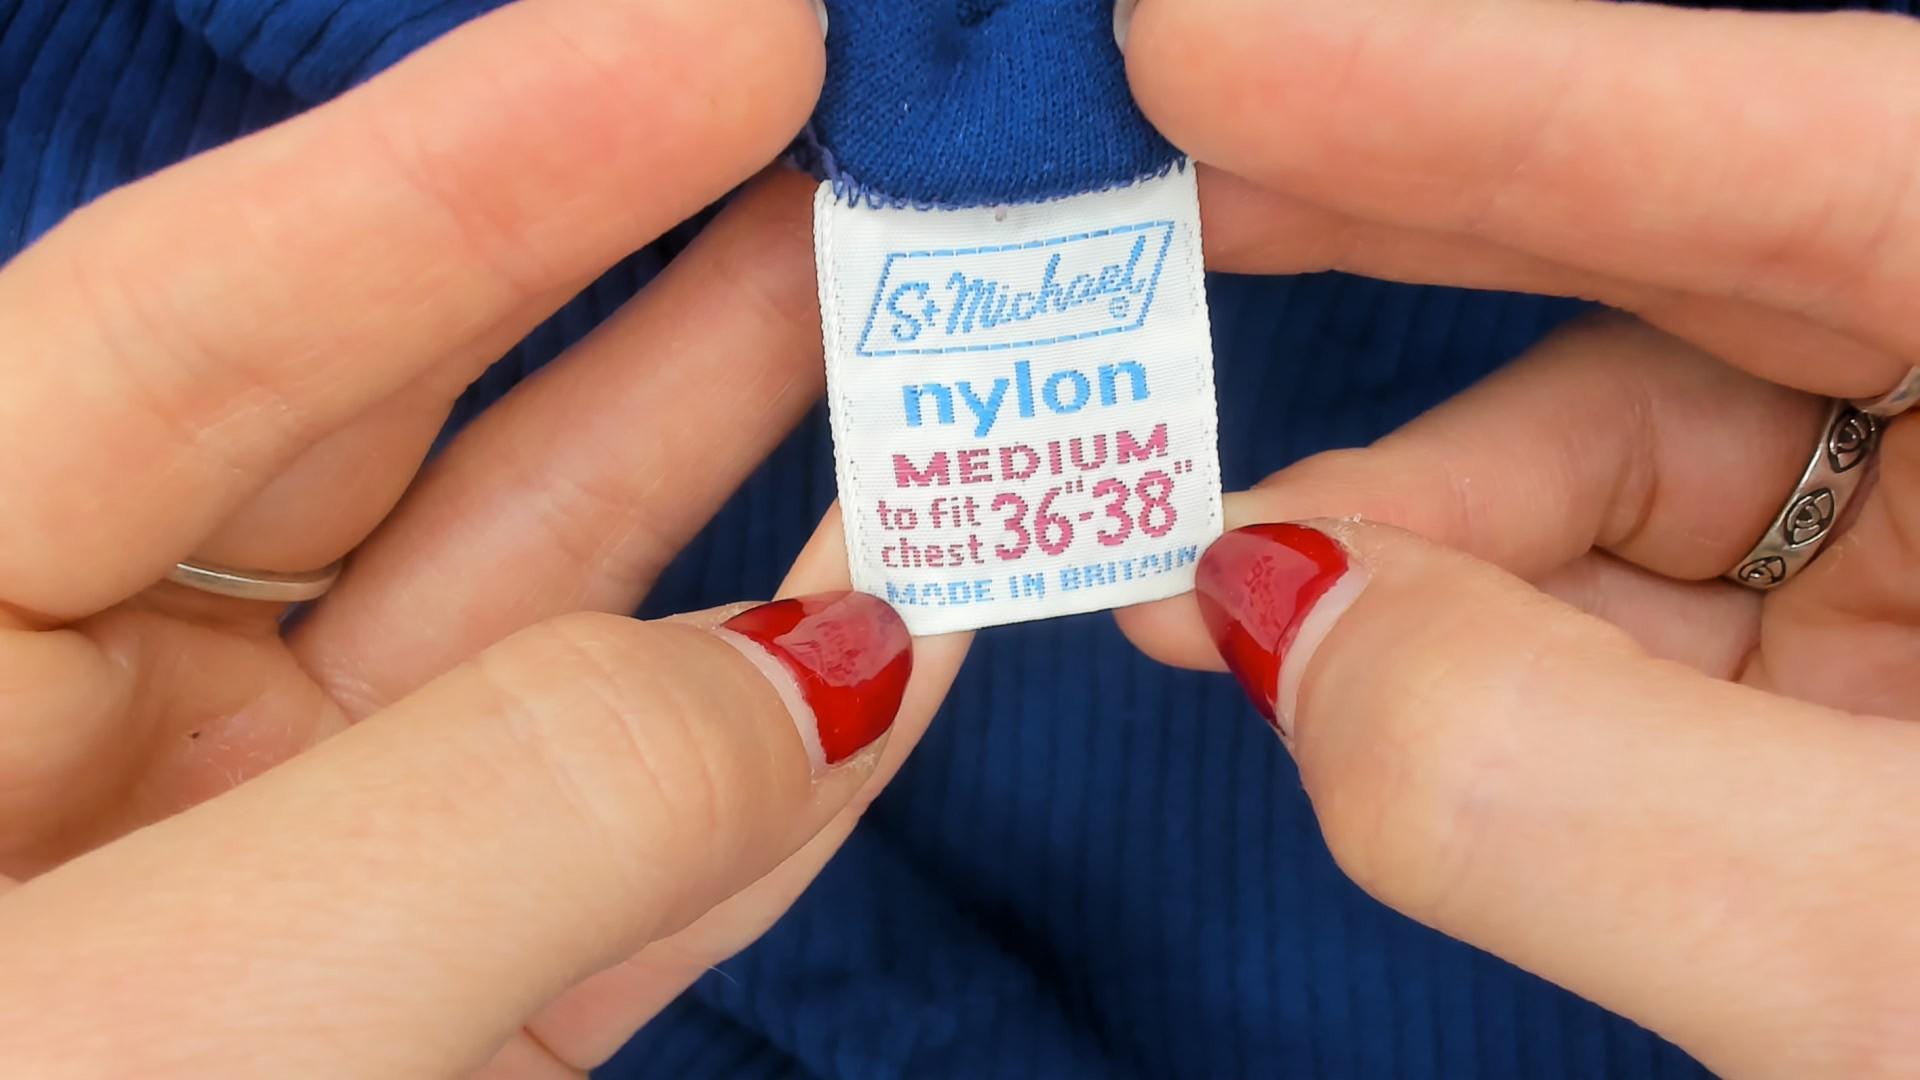 St Michael ®
nylon
MEDIUM
to fit chest 36"-38"
MADE IN BRITAIN